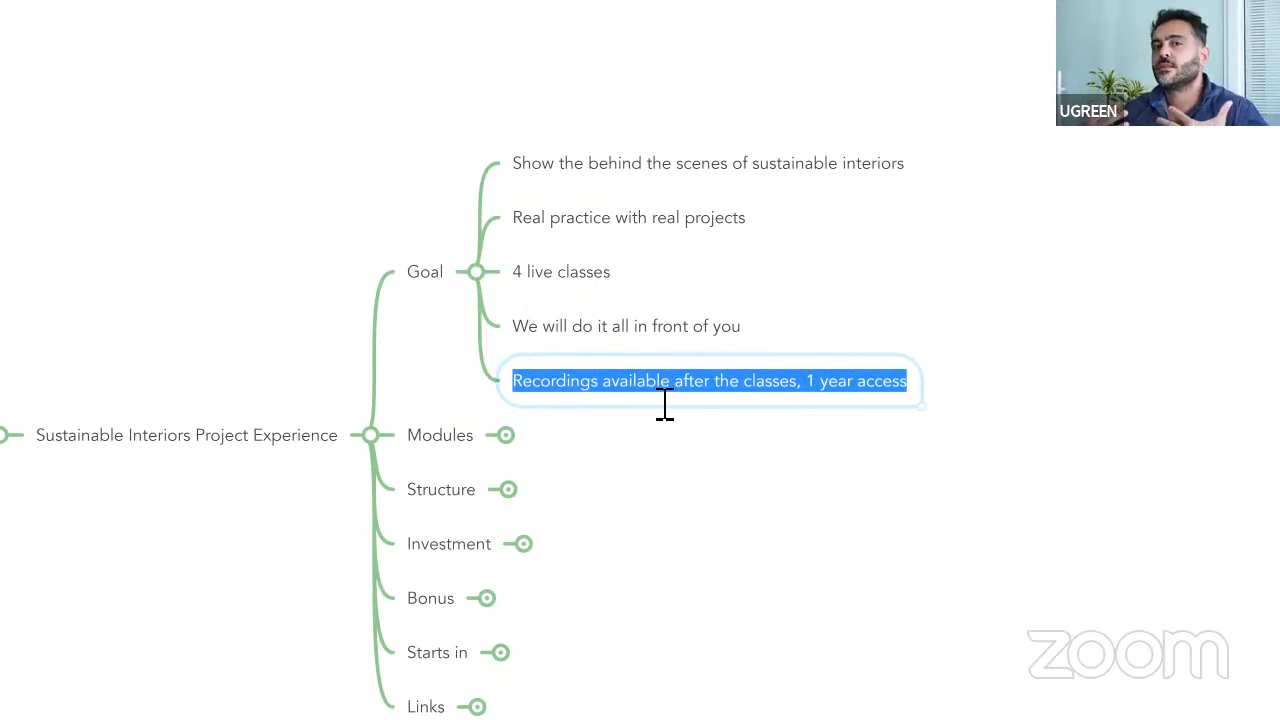 UGREEN
Show the behind the scenes of sustainable interiors
Real practice with real projects
Goal
4 live classes
We will do it all in front of you
Recordings available after the classes, 1 year access
Sustainable Interiors Project Experience
Modules
Structure
Investment
Bonus
Starts in
Links
zoom